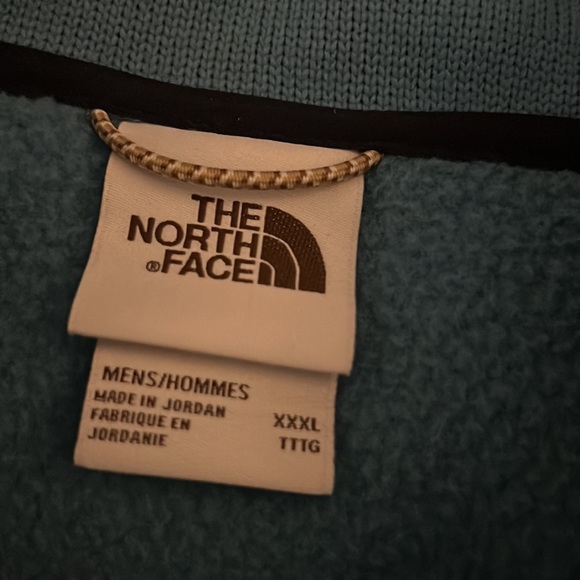 THE
NORTH
®FACE
MENS/HOMMES
MADE IN JORDAN XXXL
FABRIQUE EN TTTG
JORDANIE